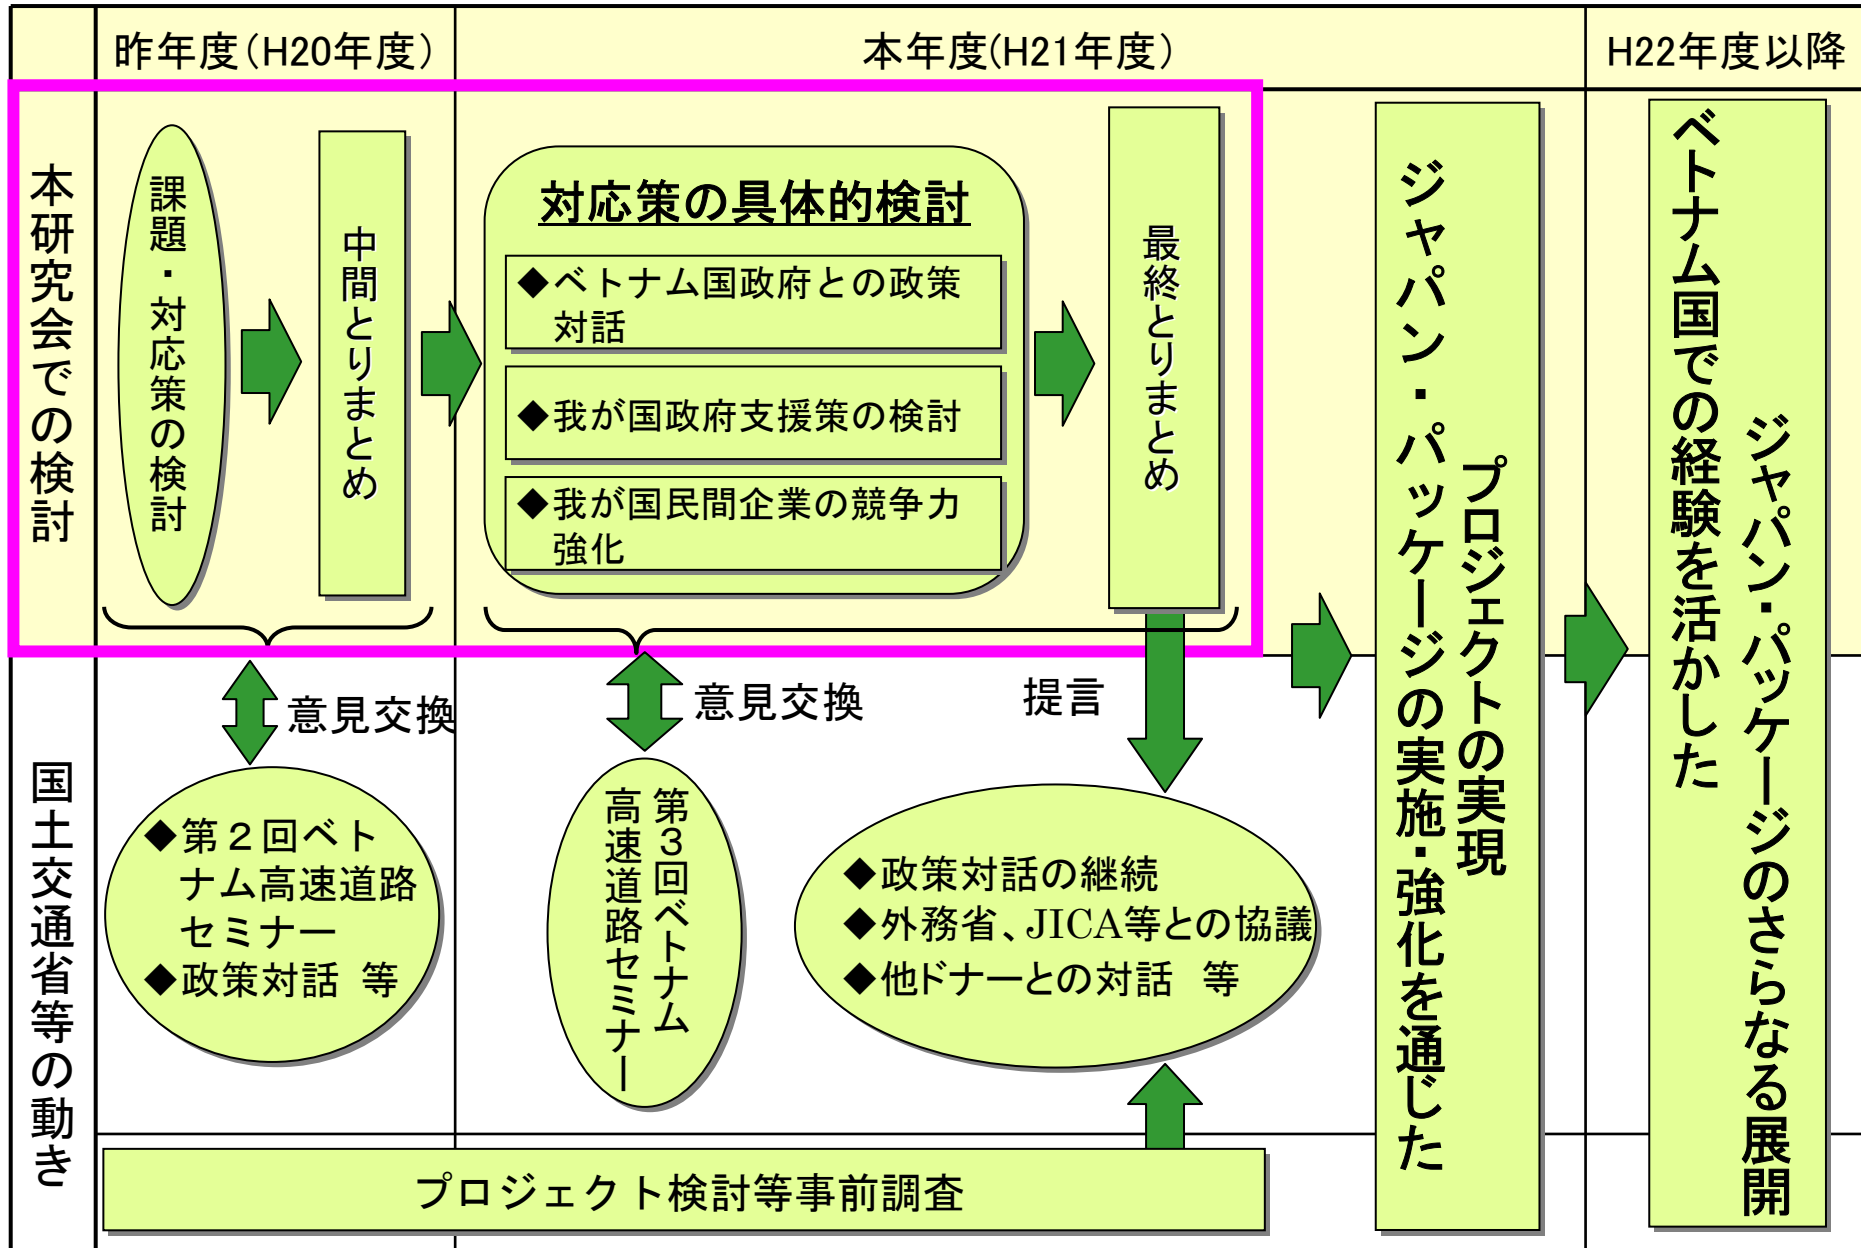 昨年度(H20年度)
本年度(H21年度)
H22年度以降
本研究会での検討
課題・対応策の検討
中間とりまとめ
対応策の具体的検討
◆ベトナム国政府との政策
対話
◆我が国政府支援策の検討
◆我が国民間企業の競争力
強化
最終とりまとめ
ジャパン・パッケージの実施・強化を通じた
プロジェクトの実現
ベトナム国での経験を活かした
ジャパン・パッケージのさらなる展開
国土交通省等の動き
意見交換
意見交換
提言
◆第2回ベト
ナム高速道路
セミナー
◆政策対話 等
第3回ベトナム
高速道路セミナー
◆政策対話の継続
◆外務省、JICA等との協議
◆他ドナーとの対話 等
プロジェクト検討等事前調査